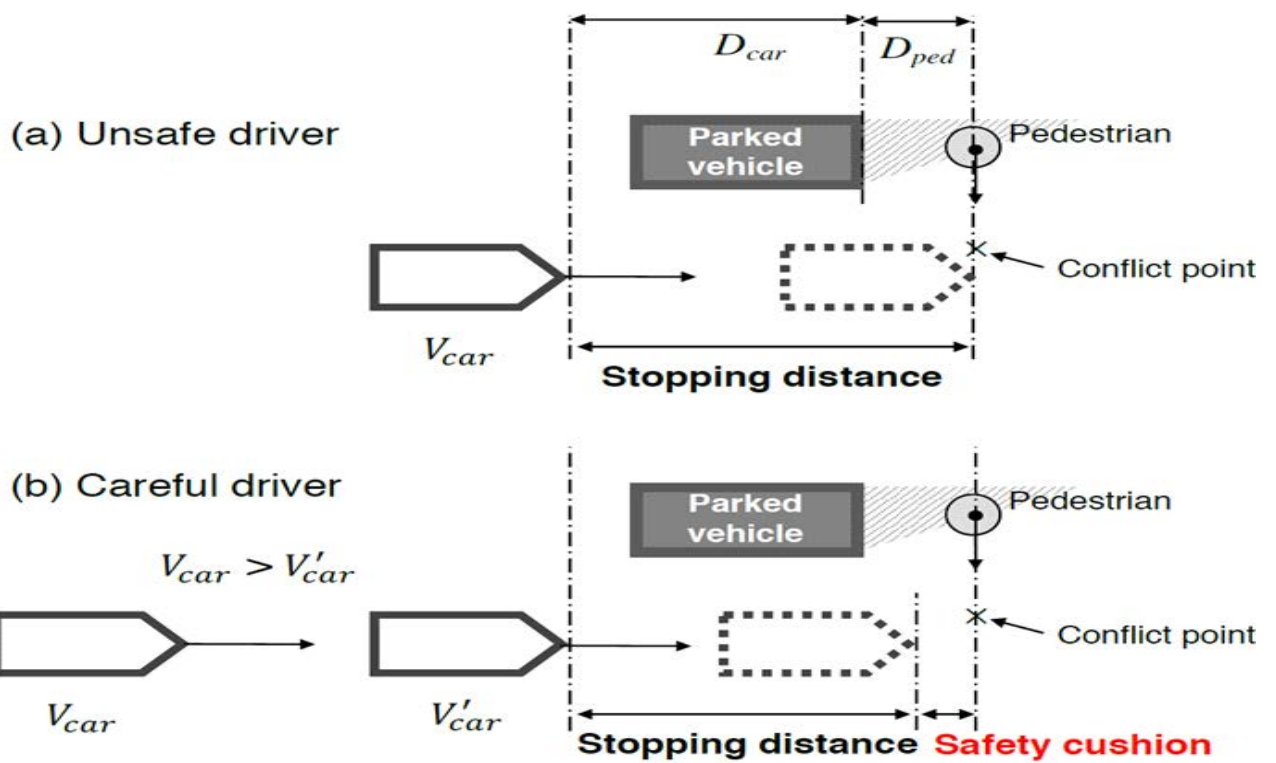 D_car
D_ped
(a) Unsafe driver
Parked
vehicle
Pedestrian
Conflict point
V_car
Stopping distance
(b) Careful driver
Parked
vehicle
Pedestrian
V_car > V'_car
Conflict point
V_car
V'_car
Stopping distance
Safety cushion